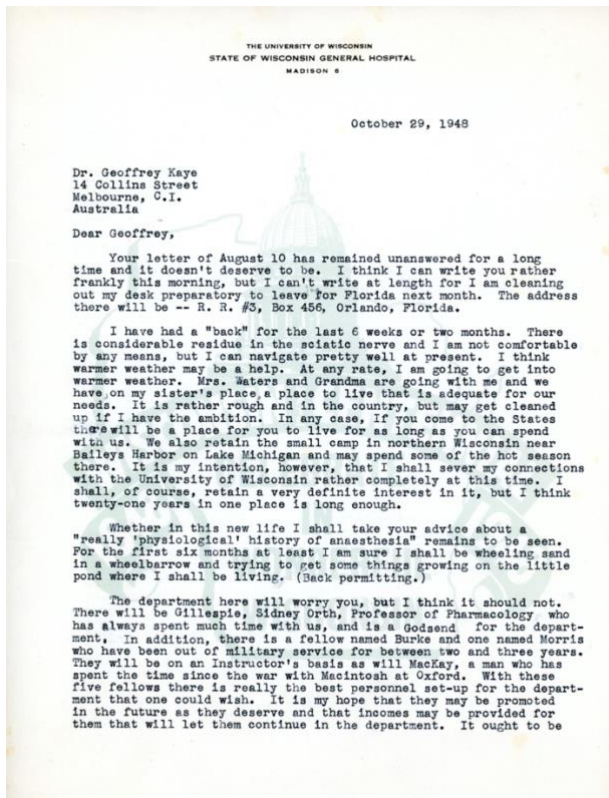 THE UNIVERSITY OF WISCONSIN
STATE OF WISCONSIN GENERAL HOSPITAL
MADISON 6
October 29, 1948
Dr. Geoffrey Kaye
14 Collins Street
Melbourne, C.I.
Australia
Dear Geoffrey,
Your letter of August 10 has remained unanswered for a long
time and it doesn't deserve to be. I think I can write you rather
frankly this morning, but I can't write at length for I am cleaning
out my desk preparatory to leave for Florida next month. The address
there will be -- R. R. #3, Box 456, Orlando, Florida.
I have had a "back" for the last 6 weeks or two months. There
is considerable residue in the sciatic nerve and I am not comfortable
by any means, but I can navigate pretty well at present. I think
warmer weather may be a help. At any rate, I am going to get into
warmer weather. Mrs. Waters and Grandma are going with me and we
have, on my sister's place, a place to live that is adequate for our
needs. It is rather rough and in the country, but may get cleaned
up if I have the ambition. In any case, if you come to the States
there will be a place for you to live for as long as you can spend
with us. We also retain the small camp in northern Wisconsin near
Baileys Harbor on Lake Michigan and may spend some of the hot season
there. It is my intention, however, that I shall sever my connections
with the University of Wisconsin rather completely at this time. I
shall, of course, retain a very definite interest in it, but I think
twenty-one years in one place is long enough.
Whether in this new life I shall take your advice about a
"really 'physiological' history of anaesthesia" remains to be seen.
For the first six months at least I am sure I shall be wheeling sand
in a wheelbarrow and trying to get some things growing on the little
pond where I shall be living. (Back permitting.)
The department here will worry you, but I think it should not.
There will be Gillespie, Sidney Orth, Professor of Pharmacology who
has always spent much time with us, and is a Godsend for the depart-
ment. In addition, there is a fellow named Burke and one named Morris
who have been out of military service for between two and three years.
They will be on an Instructor's basis as will MacKay, a man who has
spent the time since the war with Macintosh at Oxford. With these
five fellows there is really the best personnel set-up for the depart-
ment that one could wish. It is my hope that they may be promoted
in the future as they deserve and that incomes may be provided for
them that will let them continue in the department. It ought to be